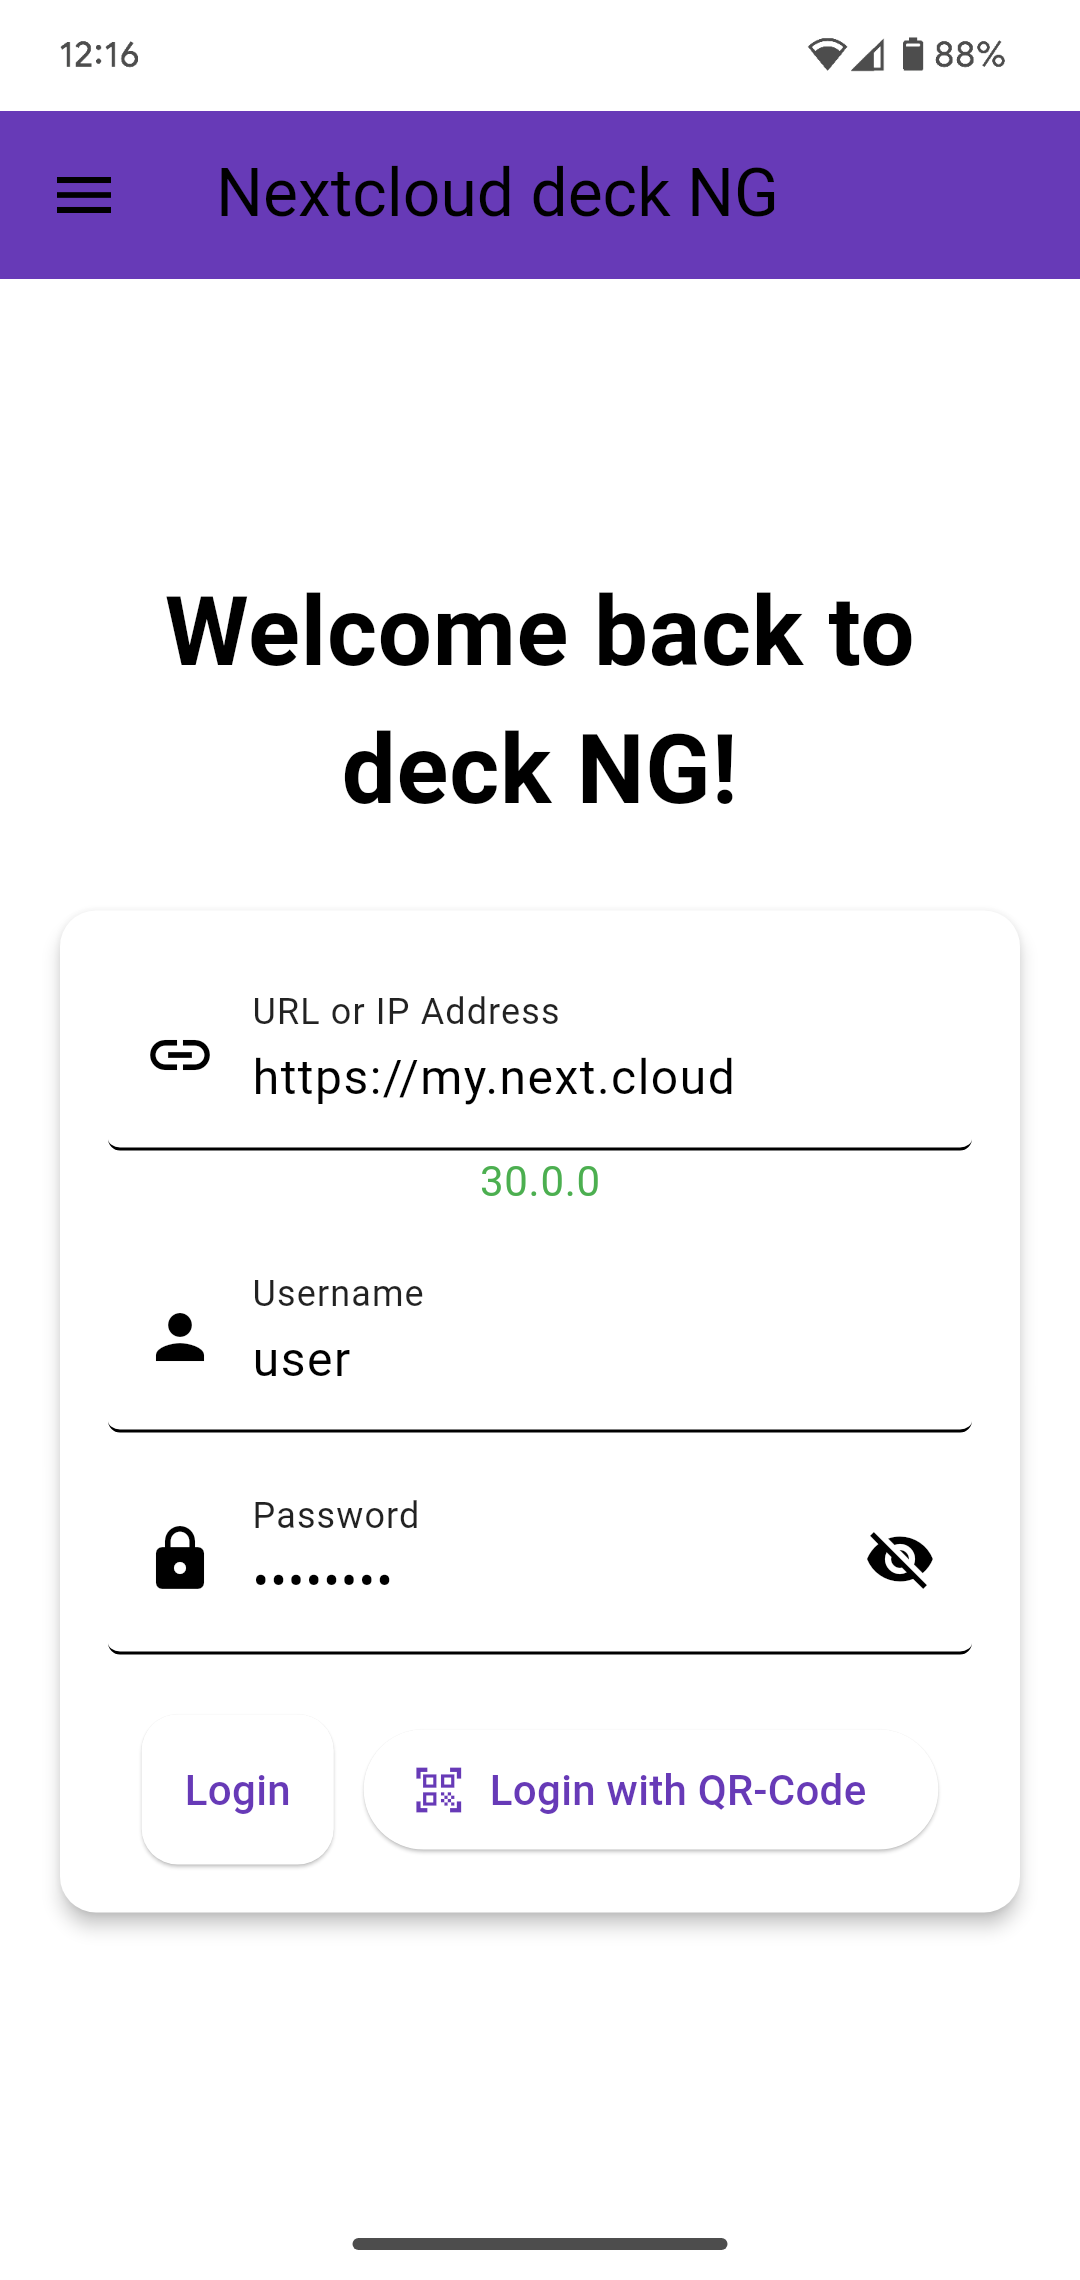 12:16
88%
Nextcloud deck NG
Welcome back to
deck NG!
URL or IP Address
https://my.next.cloud
30.0.0
Username
user
Password
••••••••
Login
Login with QR-Code